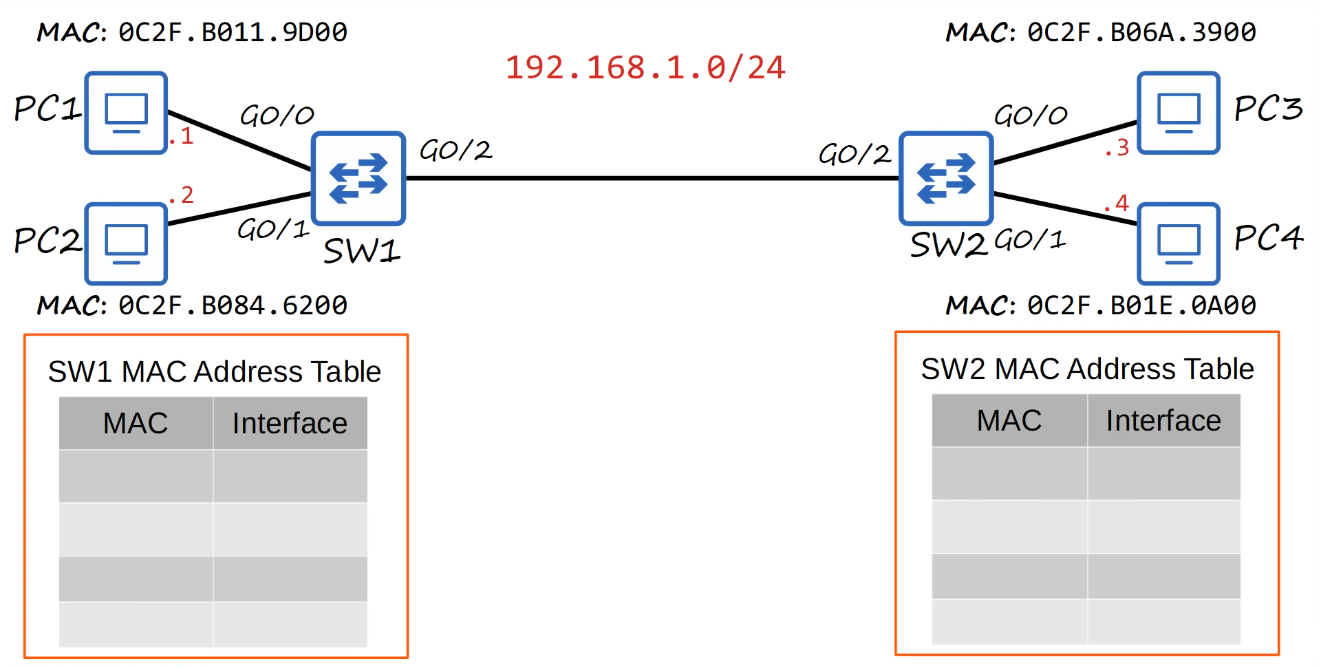 MAC: 0C2F.B011.9D00
MAC: 0C2F.B06A.3900
192.168.1.0/24
PC1
.1
G0/0
G0/2
G0/2
G0/0
.3
PC3
PC2
.2
G0/1
SW1
SW2
G0/1
.4
PC4
MAC: 0C2F.B084.6200
MAC: 0C2F.B01E.0A00
SW1 MAC Address Table
MAC Interface
SW2 MAC Address Table
MAC Interface